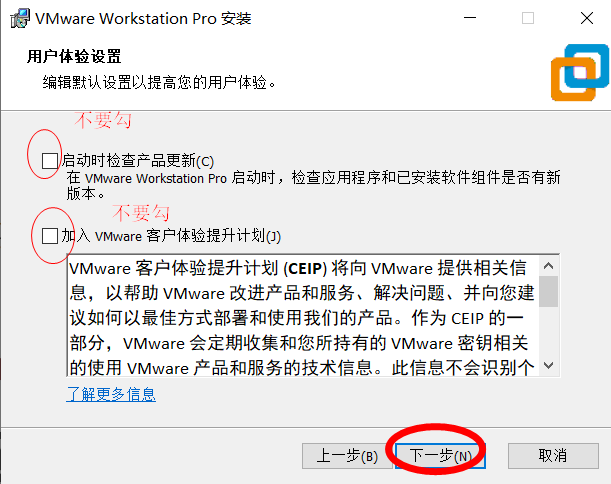 VMware Workstation Pro 安装
用户体验设置
编辑默认设置以提高您的用户体验。
不要勾
启动时检查产品更新(C)
在 VMware Workstation Pro 启动时，检查应用程序和已安装软件组件是否有新
版本。
不要勾
加入 VMware 客户体验提升计划(J)
VMware 客户体验提升计划 (CEIP) 将向 VMware 提供相关信
息，以帮助 VMware 改进产品和服务、解决问题、并向您建
议如何以最佳方式部署和使用我们的产品。作为 CEIP 的一
部分，VMware 会定期收集和您所持有的 VMware 密钥相关
的使用 VMware 产品和服务的技术信息。此信息不会识别个
了解更多信息
上一步(B)
下一步(N)
取消